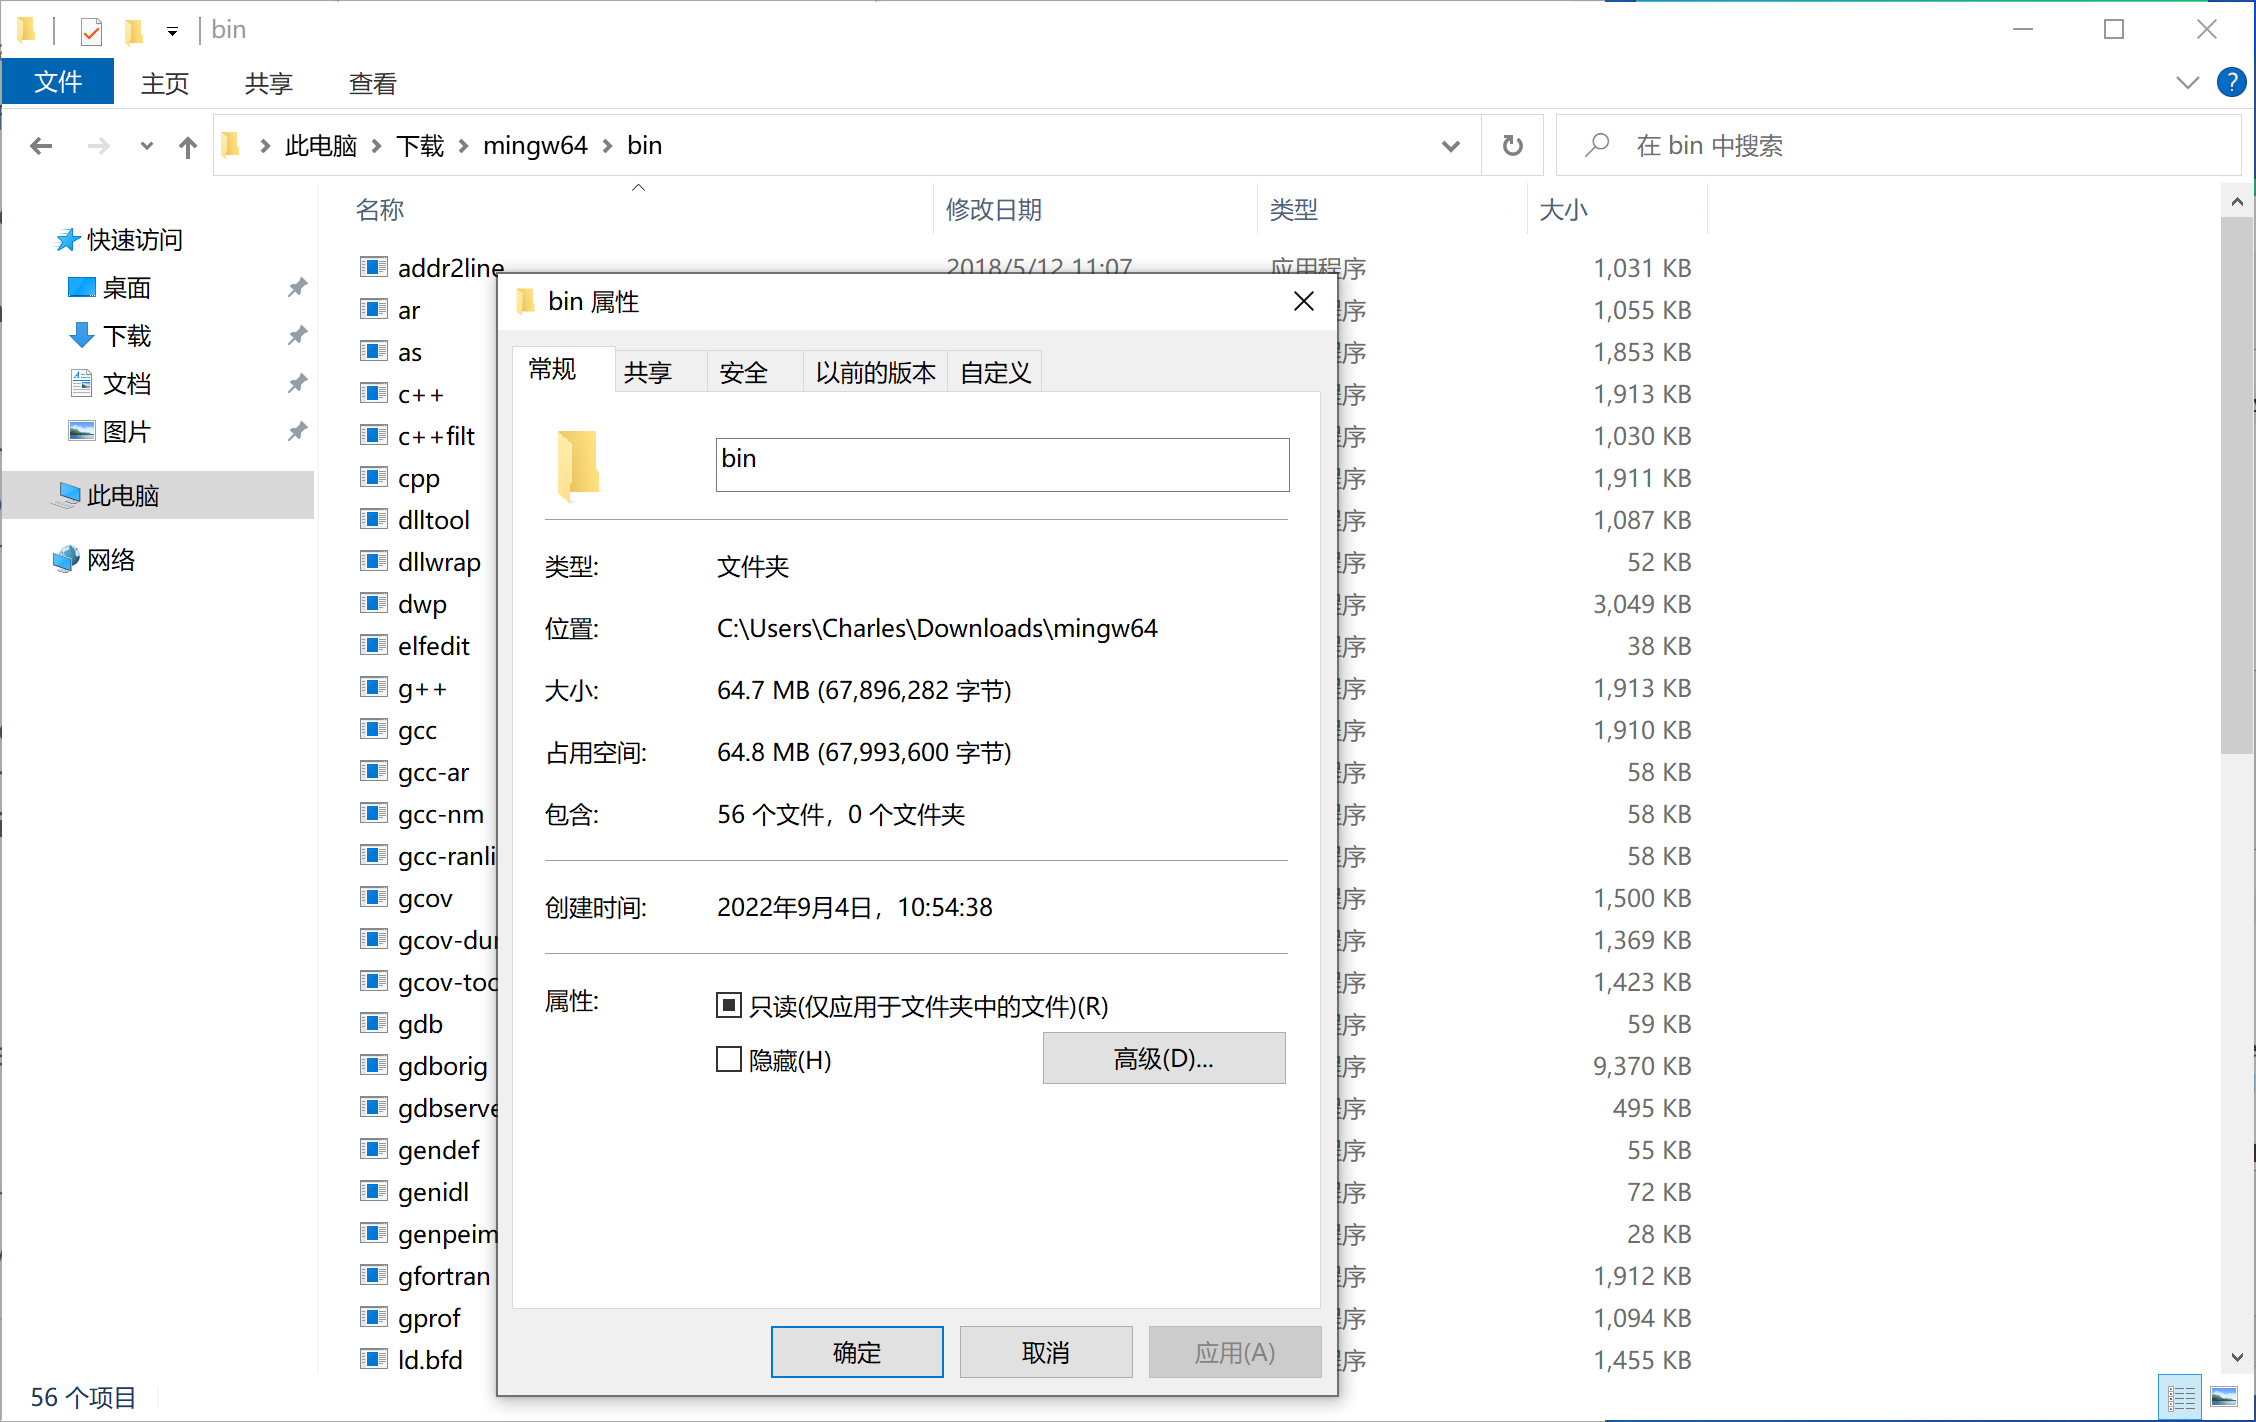 bin
文件 主页 共享 查看
此电脑 下载 mingw64 bin
在 bin 中搜索
快速访问
桌面
下载
文档
图片
此电脑
网络
名称 修改日期 类型 大小
addr2line 2018/5/12 11:07 应用程序 1,031 KB
ar 序 1,055 KB
as 序 1,853 KB
c++ 序 1,913 KB
c++filt 序 1,030 KB
cpp 序 1,911 KB
dlltool 序 1,087 KB
dllwrap 序 52 KB
dwp 序 3,049 KB
elfedit 序 38 KB
g++ 序 1,913 KB
gcc 序 1,910 KB
gcc-ar 序 58 KB
gcc-nm 序 58 KB
gcc-ranli 序 58 KB
gcov 序 1,500 KB
gcov-dur 序 1,369 KB
gcov-toc 序 1,423 KB
gdb 序 59 KB
gdborig 序 9,370 KB
gdbserve 序 495 KB
gendef 序 55 KB
genidl 序 72 KB
genpeim 序 28 KB
gfortran 序 1,912 KB
gprof 序 1,094 KB
ld.bfd 序 1,455 KB
bin 属性
常规 共享 安全 以前的版本 自定义
bin
类型: 文件夹
位置: C:\Users\Charles\Downloads\mingw64
大小: 64.7 MB (67,896,282 字节)
占用空间: 64.8 MB (67,993,600 字节)
包含: 56 个文件，0 个文件夹
创建时间: 2022年9月4日，10:54:38
属性: 只读(仅应用于文件夹中的文件)(R)
隐藏(H) 高级(D)...
确定 取消 应用(A)
56 个项目